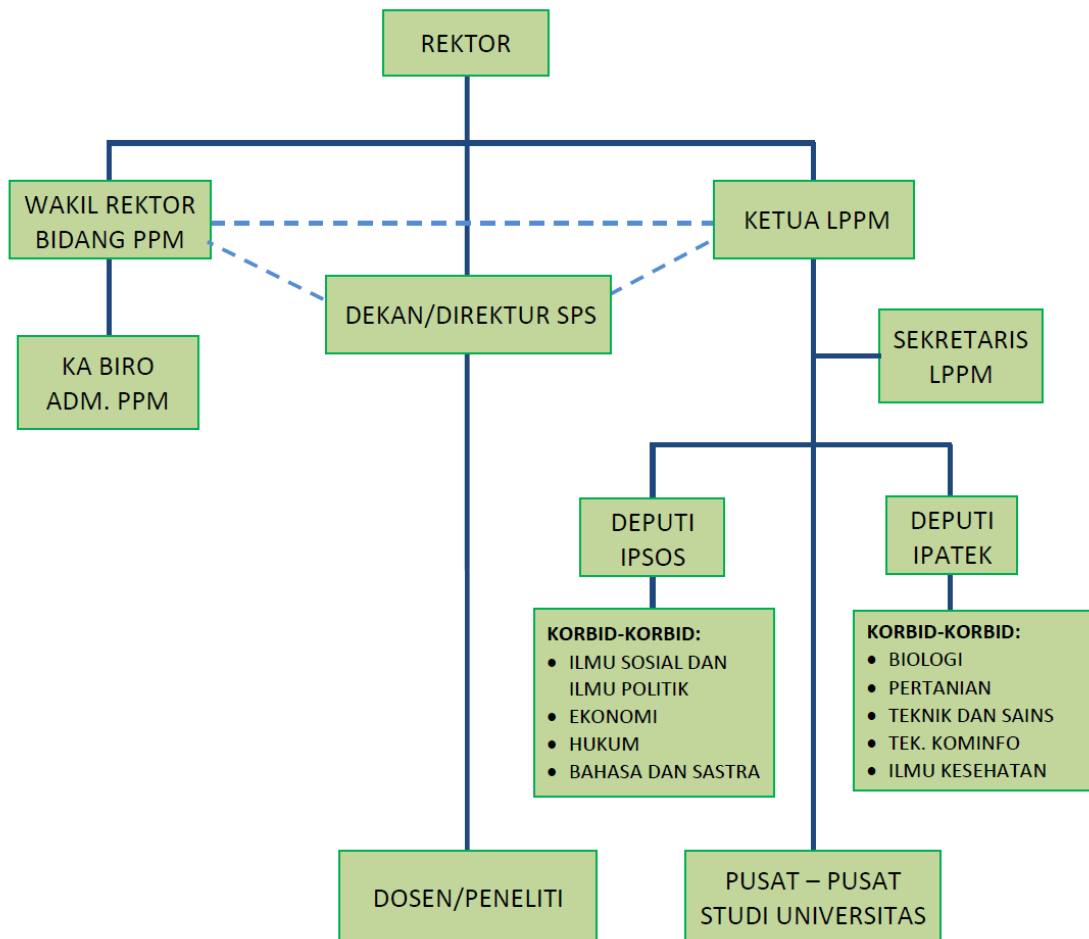 REKTOR
WAKIL REKTOR
BIDANG PPM
KETUA LPPM
DEKAN/DIREKTUR SPS
KA BIRO
ADM. PPM
SEKRETARIS
LPPM
DEPUTI
IPSOS
DEPUTI
IPATEK
KORBID-KORBID:
• ILMU SOSIAL DAN
ILMU POLITIK
• EKONOMI
• HUKUM
• BAHASA DAN SASTRA
KORBID-KORBID:
• BIOLOGI
• PERTANIAN
• TEKNIK DAN SAINS
• TEK. KOMINFO
• ILMU KESEHATAN
DOSEN/PENELITI
PUSAT – PUSAT
STUDI UNIVERSITAS